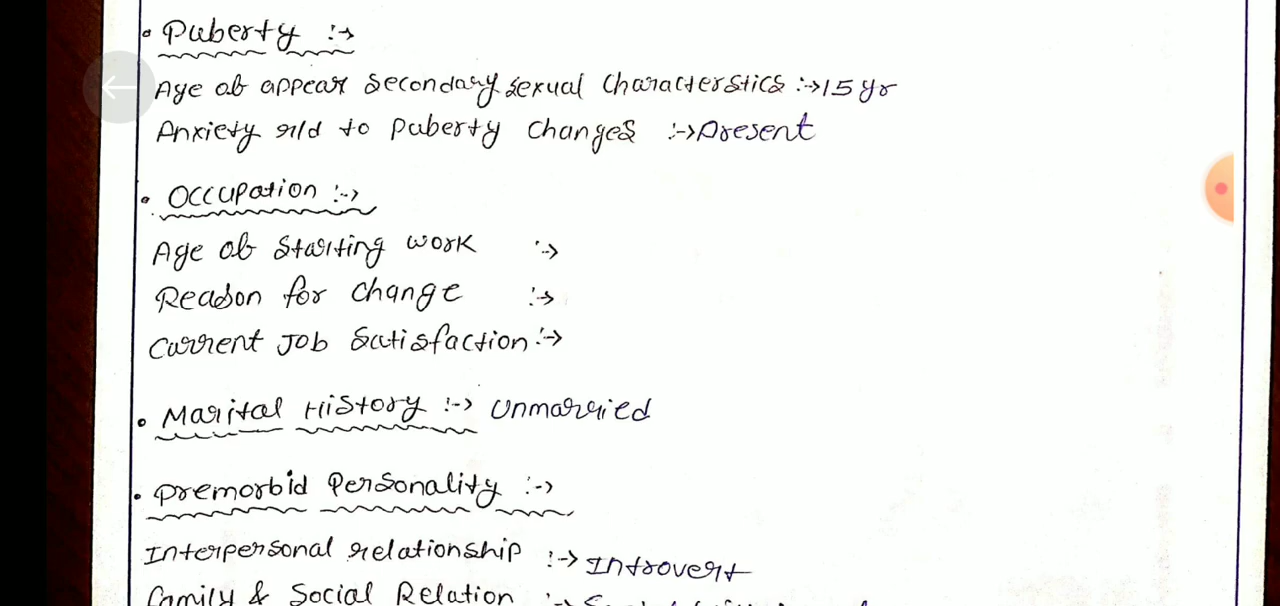 • Puberty :->
Age of appear secondary sexual characterstics :-> 15 yr
Anxiety r/d to puberty changes :-> Present
• Occupation :->
Age of starting work :->
Reason for change :->
Current Job Satisfaction :->
• Marital History :-> Unmarried
• Premorbid Personality :->
Interpersonal relationship :-> Introvert
Family & Social Relation :->